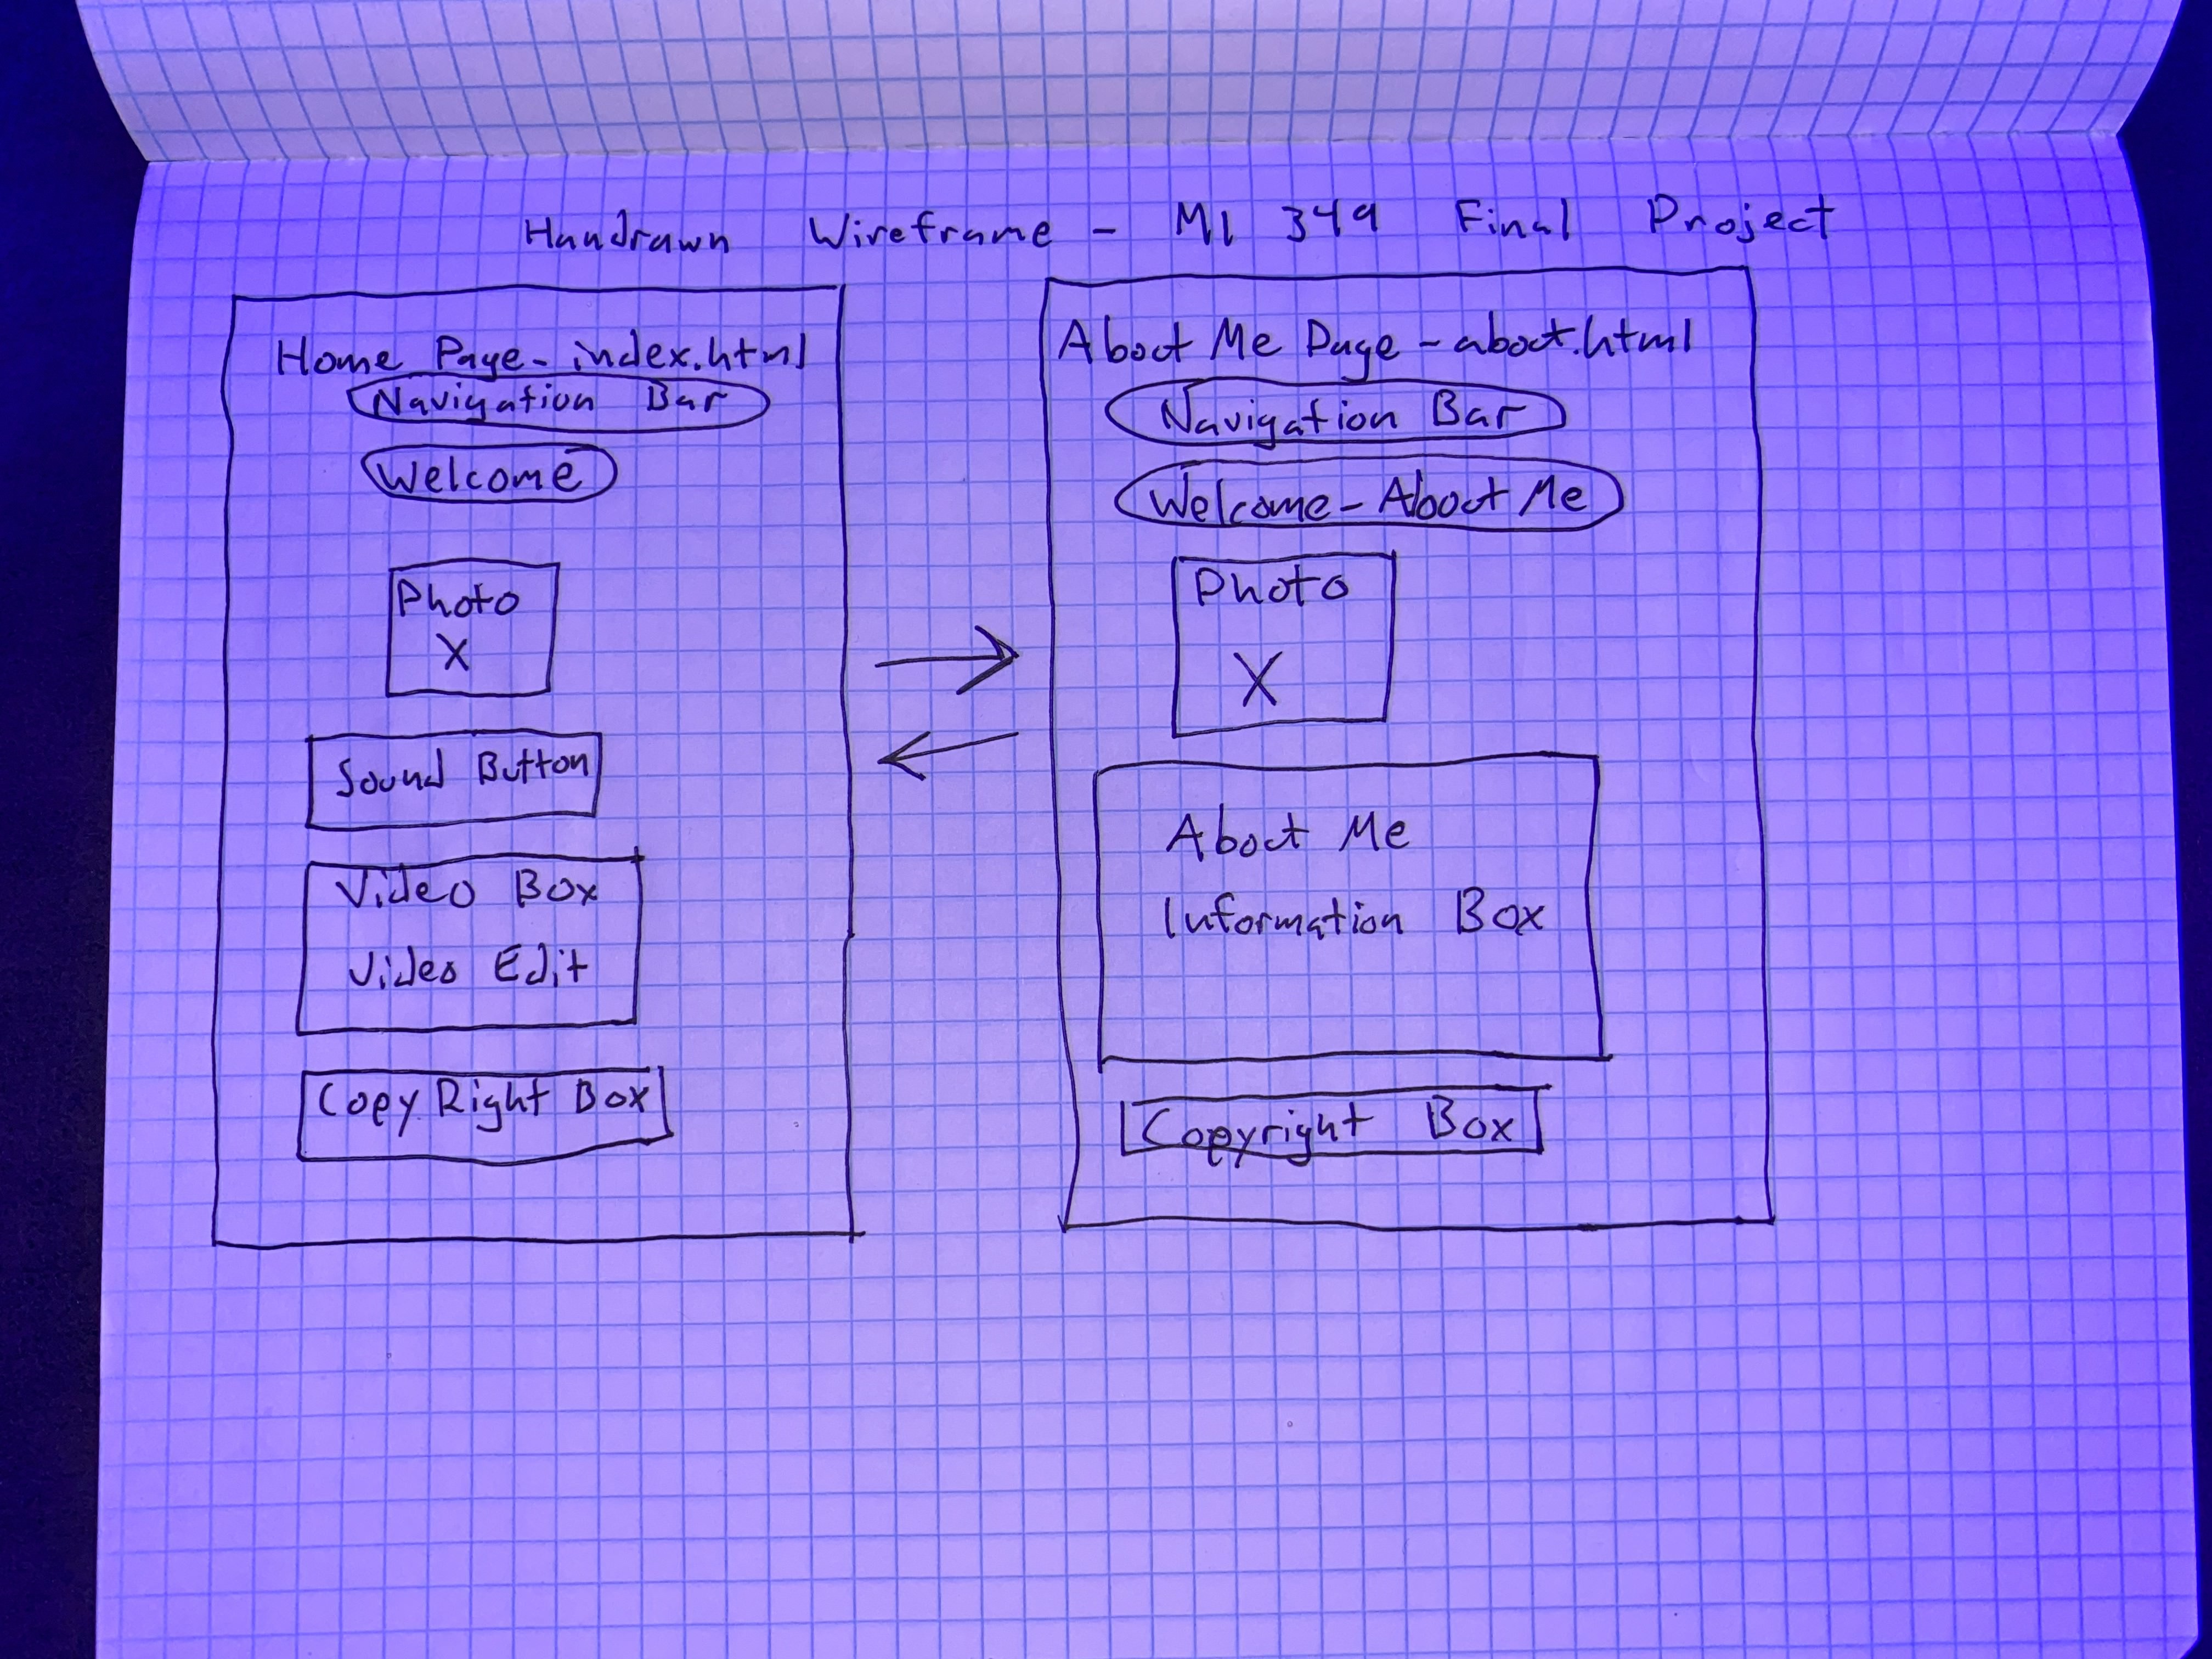 Handrawn Wireframe - MI 349 Final Project
Home Page - index.html
Navigation Bar
Welcome
Photo
X
Sound Button
Video Box
Video Edit
Copy Right Box
About Me Page - about.html
Navigation Bar
Welcome - About Me
Photo
X
About Me
Information Box
Copyright Box